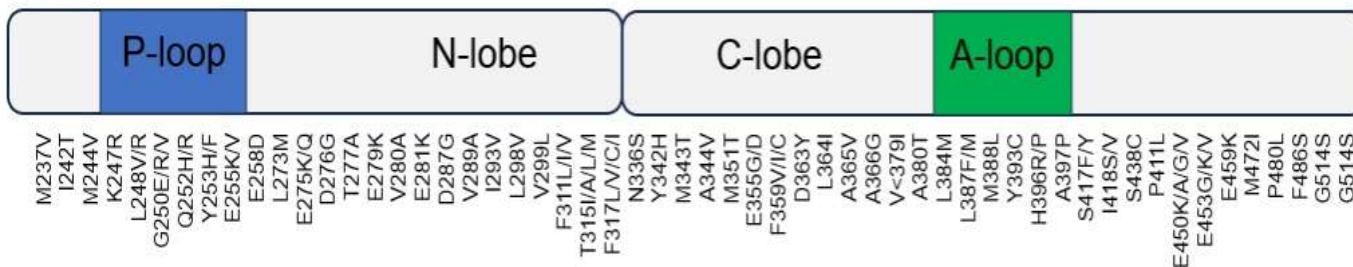 P-loop
N-lobe
C-lobe
A-loop
M237V
I242T
M244V
K247R
L248V/R
G250E/R/V
Q252H/R
Y253H/F
E255K/V
E258D
L273M
E275K/Q
D276G
T277A
E279K
V280A
E281K
D287G
V289A
I293V
L298V
V299L
F311L/I/V
T315I/A/L/M
F317L/V/C/I
N336S
Y342H
M343T
A344V
M351T
E355G/D
F359V/I/C
D363Y
L364I
A365V
A366G
V<379I
A380T
L384M
L387F/M
M388L
Y393C
H396R/P
A397P
S417F/Y
I418S/V
S438C
P411L
E450K/A/G/V
E453G/K/V
E459K
M472I
P480L
F486S
G514S
G514S